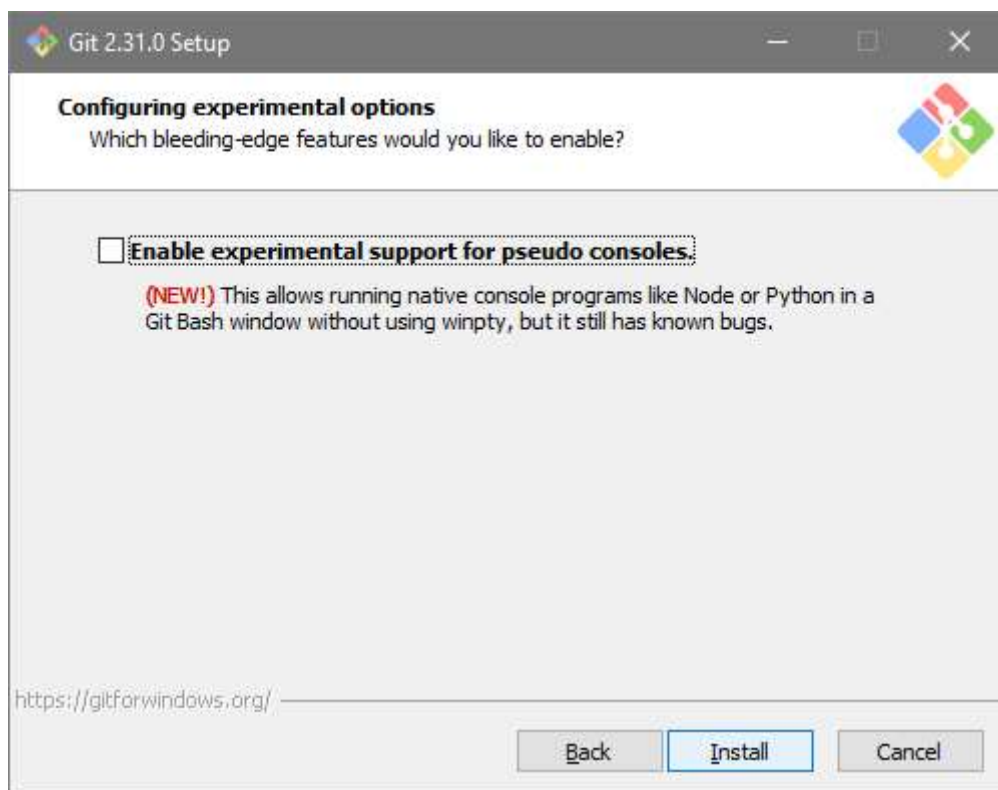 Git 2.31.0 Setup
Configuring experimental options
Which bleeding-edge features would you like to enable?
Enable experimental support for pseudo consoles.
(NEW!) This allows running native console programs like Node or Python in a
Git Bash window without using winpty, but it still has known bugs.
https://gitforwindows.org/
Back Install Cancel